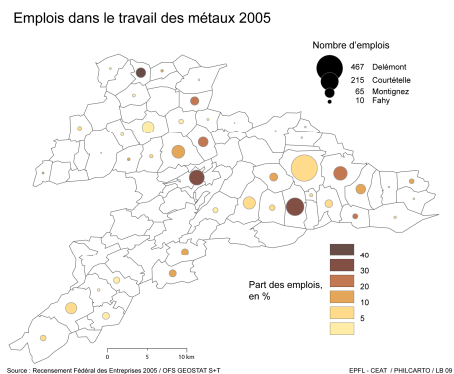 Emplois dans le travail des métaux 2005
Nombre d'emplois
467 Delémont
215 Courtételle
65 Montignez
10 Fahy
Part des emplois,
en %
40
30
20
10
5
0 5 10 km
Source : Recensement Fédéral des Entreprises 2005 / OFS GEOSTAT S+T
EPFL - CEAT / PHILCARTO / LB 09